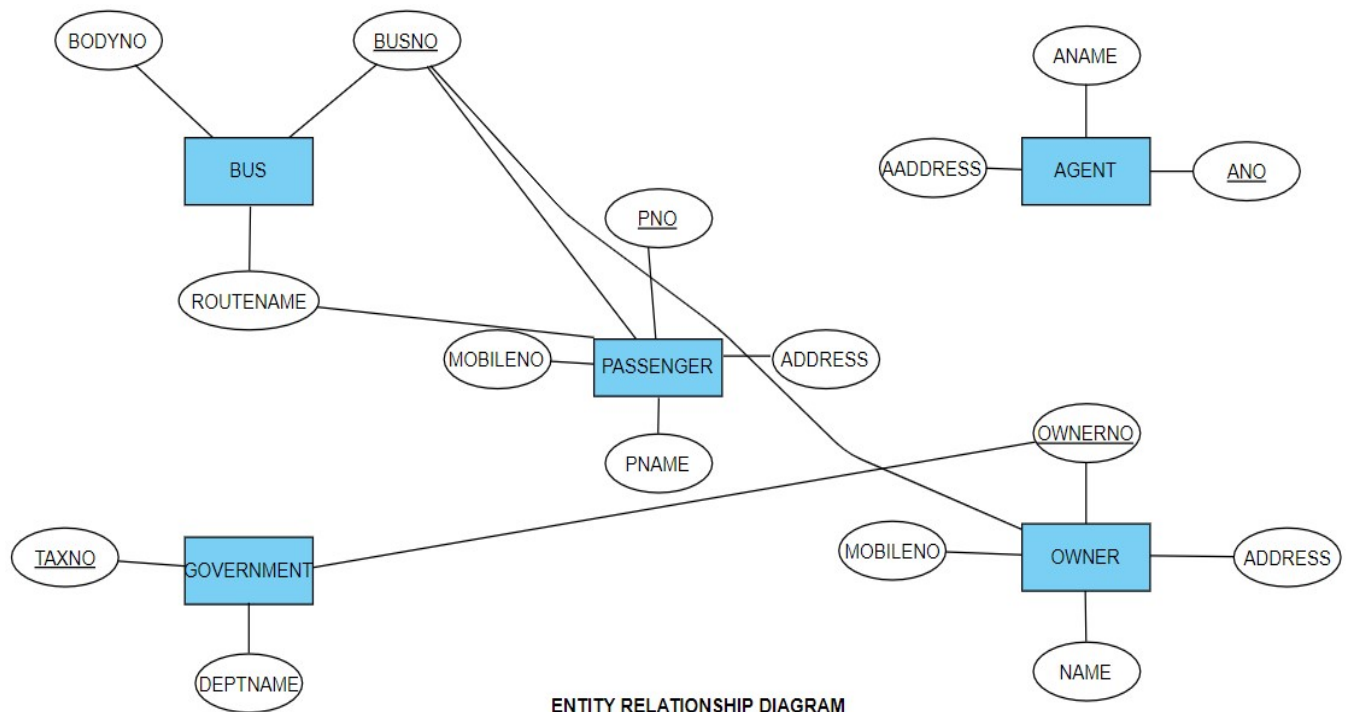 BODYNO
BUSNO
ANAME
BUS
AADDRESS
AGENT
ANO
PNO
ROUTENAME
MOBILENO
PASSENGER
ADDRESS
OWNERNO
PNAME
TAXNO
GOVERNMENT
MOBILENO
OWNER
ADDRESS
DEPTNAME
NAME
ENTITY RELATIONSHIP DIAGRAM